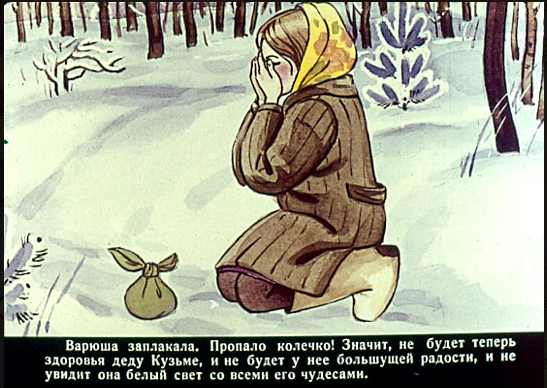 Варюша заплакала. Пропало колечко! Значит, не будет теперь
здоровья деду Кузьме, и не будет у нее большущей радости, и не
увидит она белый свет со всеми его чудесами.